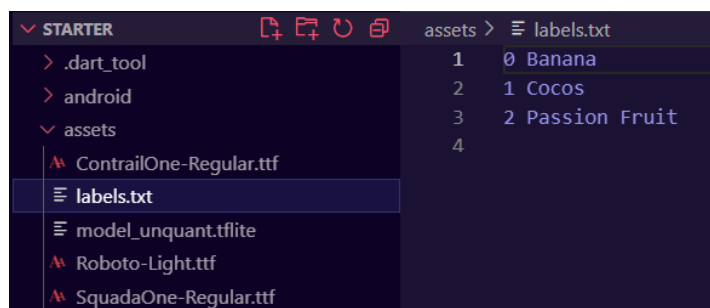 STARTER
.dart_tool
android
assets
ContrailOne-Regular.ttf
labels.txt
model_unquant.tflite
Roboto-Light.ttf
SquadaOne-Regular.ttf
assets > labels.txt
1 0 Banana
2 1 Cocos
3 2 Passion Fruit
4